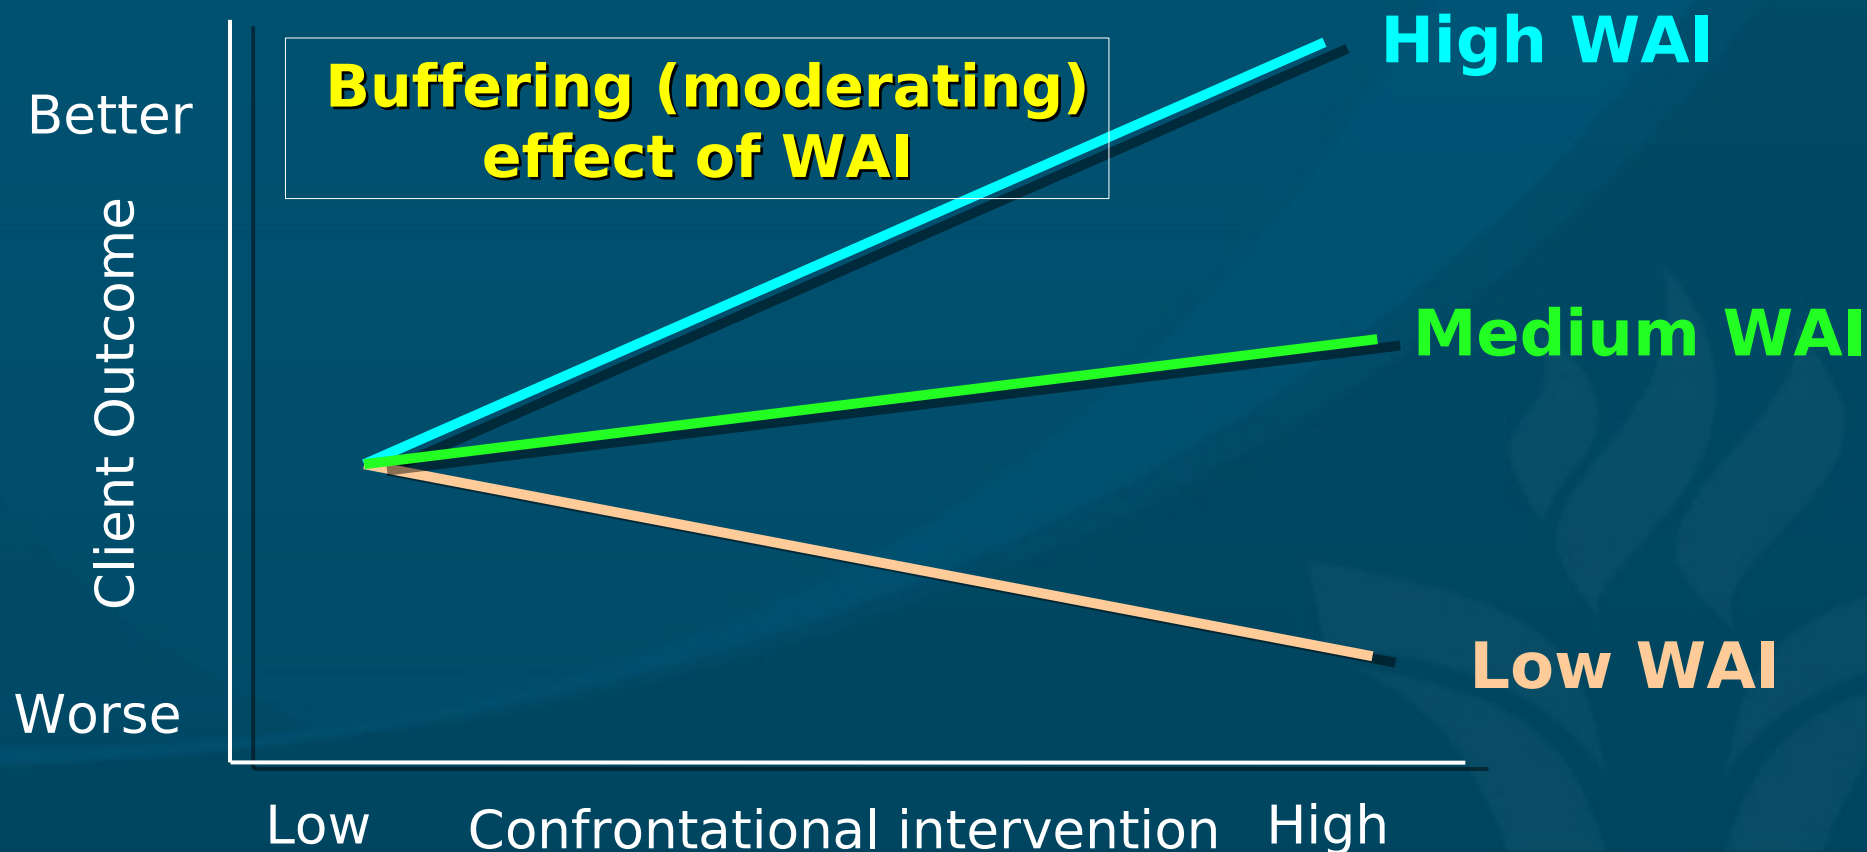 Buffering (moderating)
effect of WAI
High WAI
Better
Client Outcome
Medium WAI
Low WAI
Worse
Low
Confrontational intervention
High